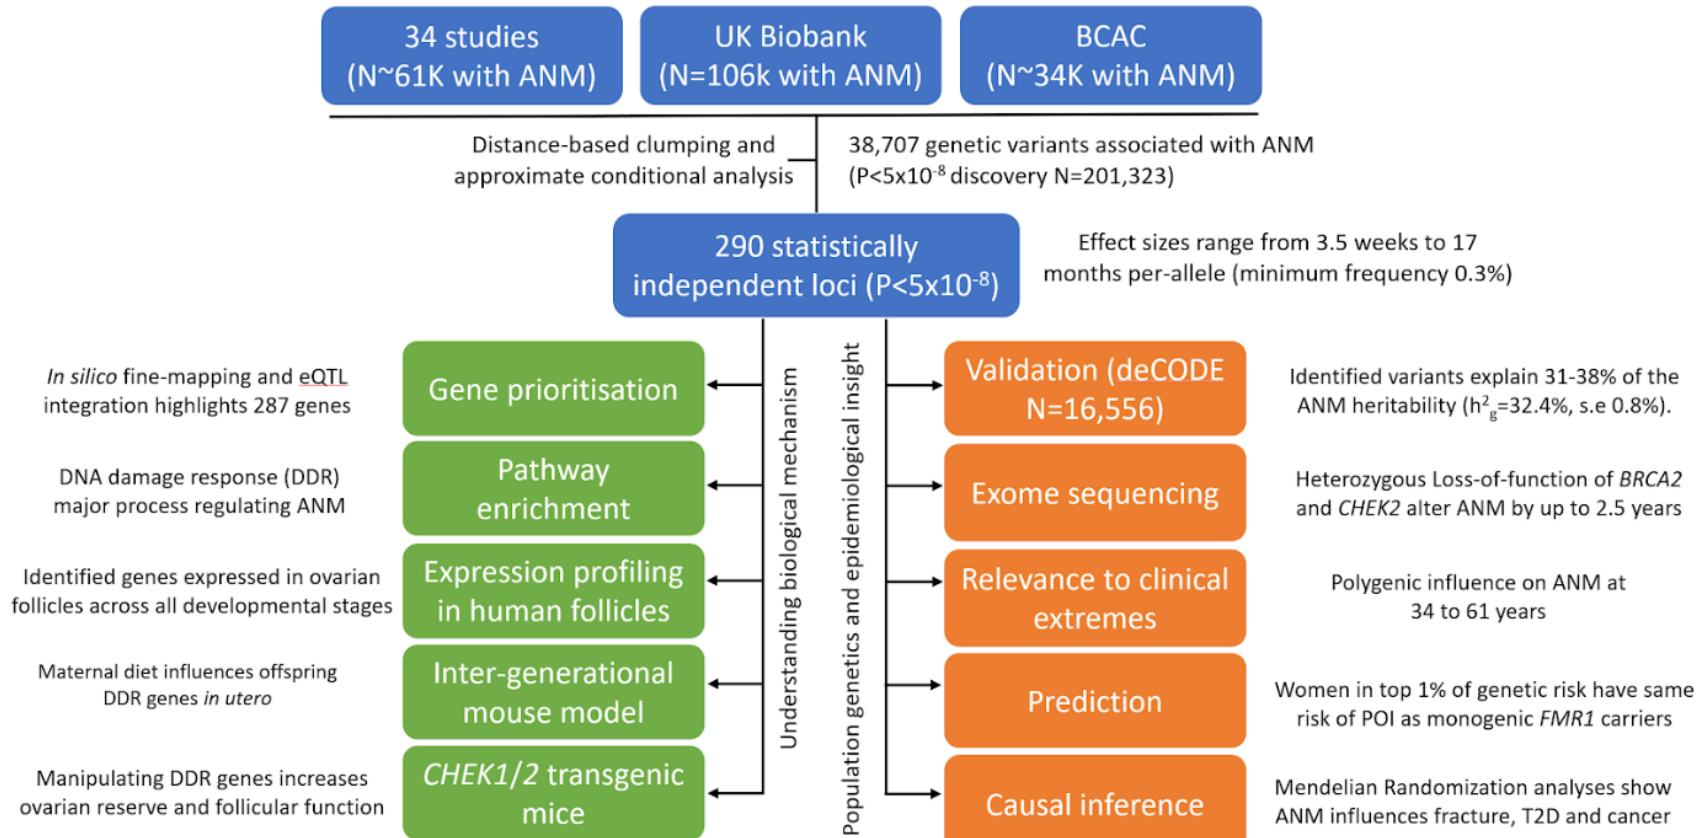 34 studies
(N~61K with ANM)
UK Biobank
(N=106k with ANM)
BCAC
(N~34K with ANM)
Distance-based clumping and
approximate conditional analysis
38,707 genetic variants associated with ANM
(P<5x10⁻⁸ discovery N=201,323)
290 statistically
independent loci (P<5x10⁻⁸)
Effect sizes range from 3.5 weeks to 17
months per-allele (minimum frequency 0.3%)
Understanding biological mechanism
Population genetics and epidemiological insight
In silico fine-mapping and eQTL
integration highlights 287 genes
Gene prioritisation
DNA damage response (DDR)
major process regulating ANM
Pathway
enrichment
Identified genes expressed in ovarian
follicles across all developmental stages
Expression profiling
in human follicles
Maternal diet influences offspring
DDR genes in utero
Inter-generational
mouse model
Manipulating DDR genes increases
ovarian reserve and follicular function
CHEK1/2 transgenic
mice
Validation (deCODE
N=16,556)
Identified variants explain 31-38% of the
ANM heritability (h²g=32.4%, s.e 0.8%).
Exome sequencing
Heterozygous Loss-of-function of BRCA2
and CHEK2 alter ANM by up to 2.5 years
Relevance to clinical
extremes
Polygenic influence on ANM at
34 to 61 years
Prediction
Women in top 1% of genetic risk have same
risk of POI as monogenic FMR1 carriers
Causal inference
Mendelian Randomization analyses show
ANM influences fracture, T2D and cancer